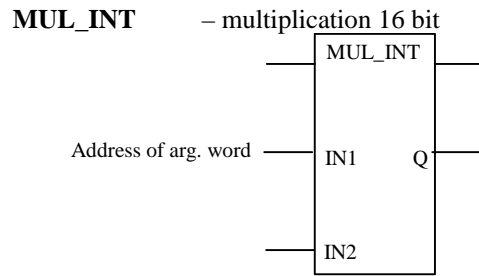 MUL_INT – multiplication 16 bit
MUL_INT
Address of arg. word IN1 Q
IN2